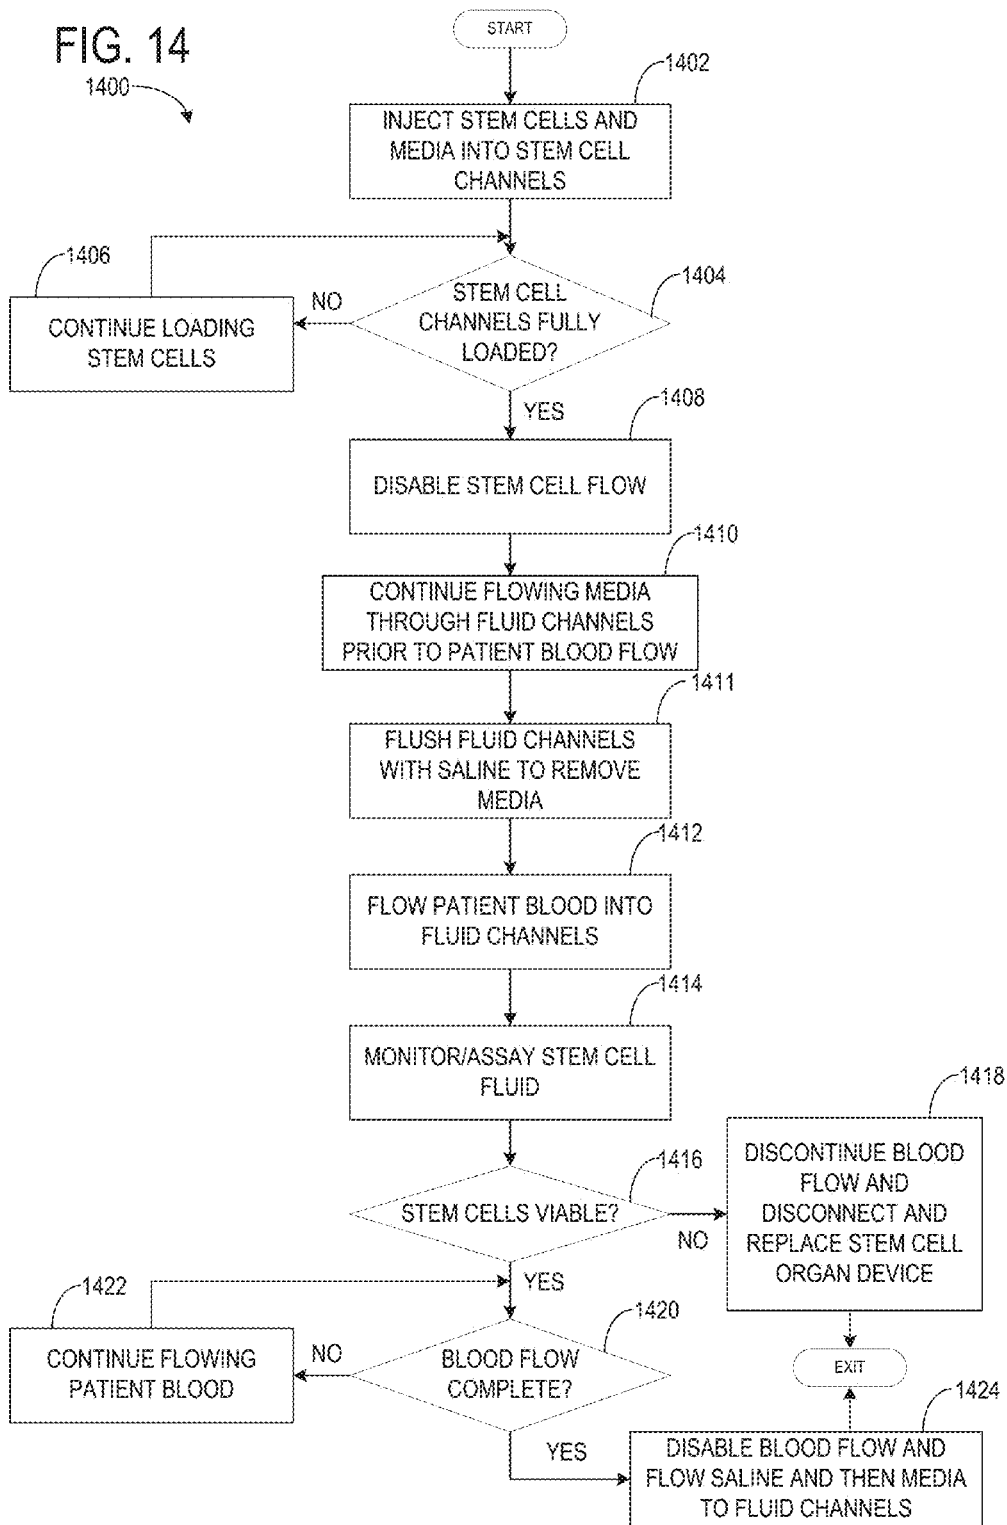 FIG. 14
1400
START
1402
INJECT STEM CELLS AND
MEDIA INTO STEM CELL
CHANNELS
1406
CONTINUE LOADING
STEM CELLS
NO
1404
STEM CELL
CHANNELS FULLY
LOADED?
YES
1408
DISABLE STEM CELL FLOW
1410
CONTINUE FLOWING MEDIA
THROUGH FLUID CHANNELS
PRIOR TO PATIENT BLOOD FLOW
1411
FLUSH FLUID CHANNELS
WITH SALINE TO REMOVE
MEDIA
1412
FLOW PATIENT BLOOD INTO
FLUID CHANNELS
1414
MONITOR/ASSAY STEM CELL
FLUID
1416
STEM CELLS VIABLE?
NO
1418
DISCONTINUE BLOOD
FLOW AND
DISCONNECT AND
REPLACE STEM CELL
ORGAN DEVICE
YES
1422
CONTINUE FLOWING
PATIENT BLOOD
NO
1420
BLOOD FLOW
COMPLETE?
EXIT
YES
1424
DISABLE BLOOD FLOW AND
FLOW SALINE AND THEN MEDIA
TO FLUID CHANNELS